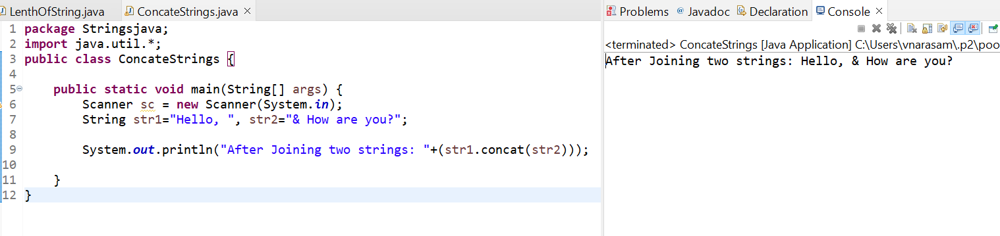 LenthOfString.java ConcateStrings.java
1 package Stringsjava;
2 import java.util.*;
3 public class ConcateStrings {
4
5 public static void main(String[] args) {
6 Scanner sc = new Scanner(System.in);
7 String str1="Hello, ", str2="& How are you?";
8
9 System.out.println("After Joining two strings: "+(str1.concat(str2)));
10
11 }
12 }
Problems @ Javadoc Declaration Console
<terminated> ConcateStrings [Java Application] C:\Users\vnarasam\.p2\poo
After Joining two strings: Hello, & How are you?